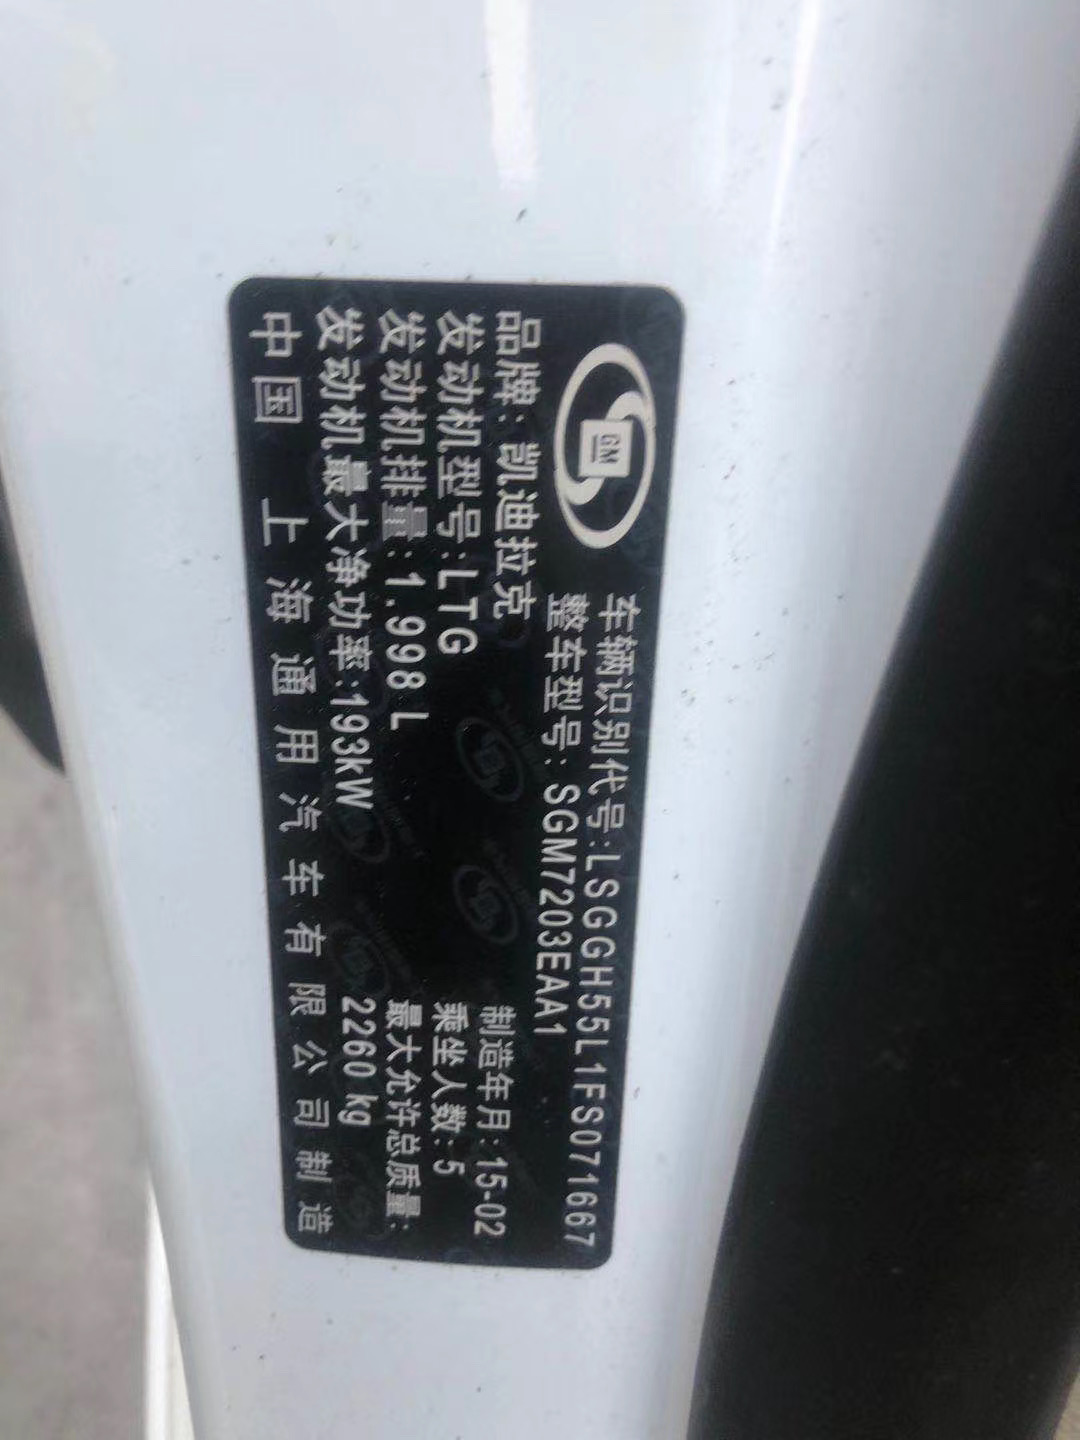 GM
车辆识别代号:LSGGH55L1FS071667
整车型号:SGM7203EAA1
品牌:凯迪拉克
发动机型号:LTG
制造年月:15-02
发动机排量:1.998L
乘坐人数:5
发动机最大净功率:193kW
最大允许总质量:
2260kg
中国上海通用汽车有限公司制造